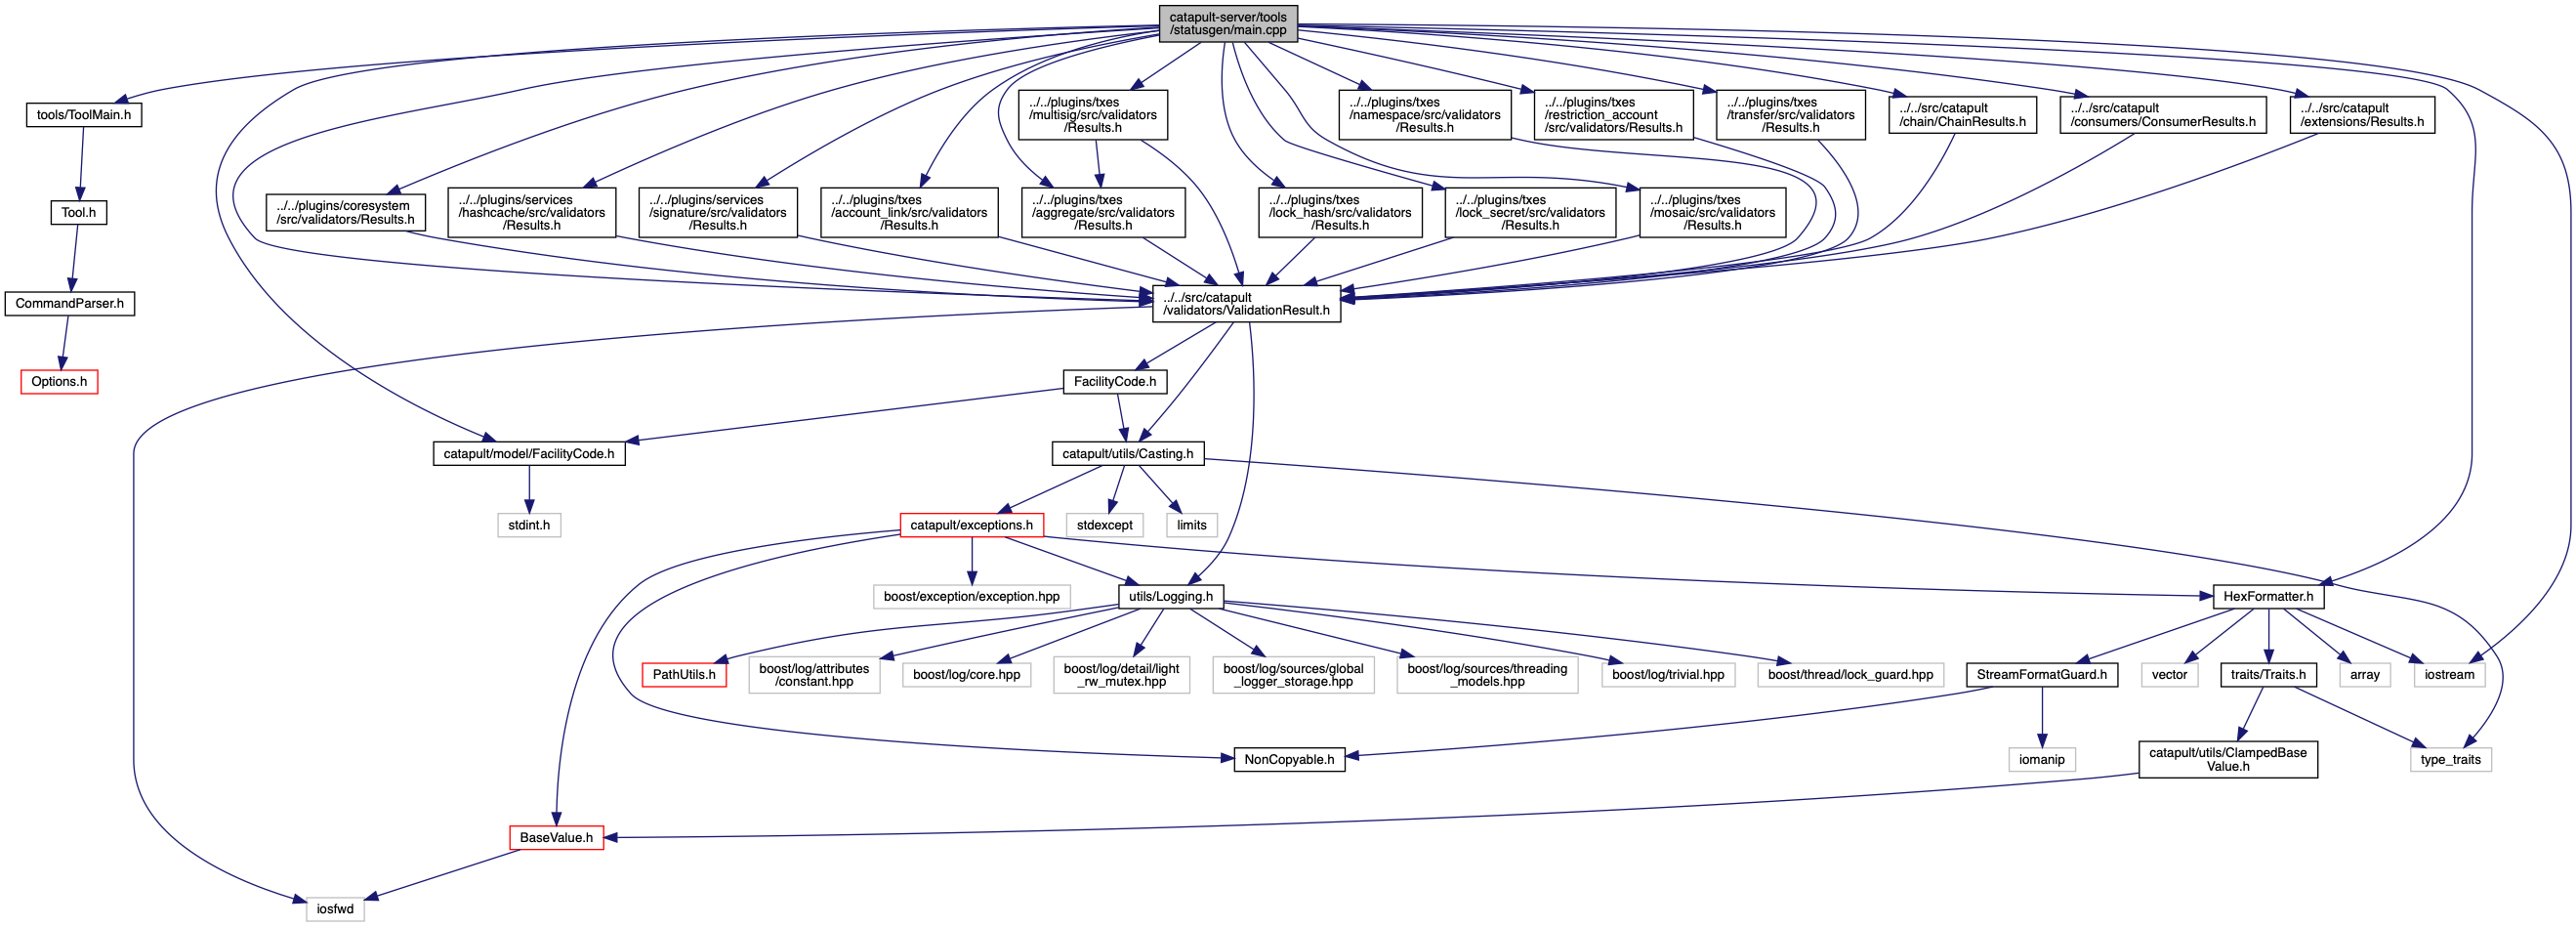 catapult-server/tools
/statusgen/main.cpp
tools/ToolMain.h
../../plugins/txes
/multisig/src/validators
/Results.h
../../plugins/txes
/namespace/src/validators
/Results.h
../../plugins/txes
/restriction_account
/src/validators/Results.h
../../plugins/txes
/transfer/src/validators
/Results.h
../../src/catapult
/chain/ChainResults.h
../../src/catapult
/consumers/ConsumerResults.h
../../src/catapult
/extensions/Results.h
Tool.h
../../plugins/coresystem
/src/validators/Results.h
../../plugins/services
/hashcache/src/validators
/Results.h
../../plugins/services
/signature/src/validators
/Results.h
../../plugins/txes
/account_link/src/validators
/Results.h
../../plugins/txes
/aggregate/src/validators
/Results.h
../../plugins/txes
/lock_hash/src/validators
/Results.h
../../plugins/txes
/lock_secret/src/validators
/Results.h
../../plugins/txes
/mosaic/src/validators
/Results.h
CommandParser.h
../../src/catapult
/validators/ValidationResult.h
Options.h
FacilityCode.h
catapult/model/FacilityCode.h
catapult/utils/Casting.h
stdint.h
catapult/exceptions.h
stdexcept
limits
boost/exception/exception.hpp
utils/Logging.h
HexFormatter.h
PathUtils.h
boost/log/attributes
/constant.hpp
boost/log/core.hpp
boost/log/detail/light
_rw_mutex.hpp
boost/log/sources/global
_logger_storage.hpp
boost/log/sources/threading
_models.hpp
boost/log/trivial.hpp
boost/thread/lock_guard.hpp
StreamFormatGuard.h
vector
traits/Traits.h
array
iostream
NonCopyable.h
iomanip
catapult/utils/ClampedBase
Value.h
type_traits
BaseValue.h
iosfwd